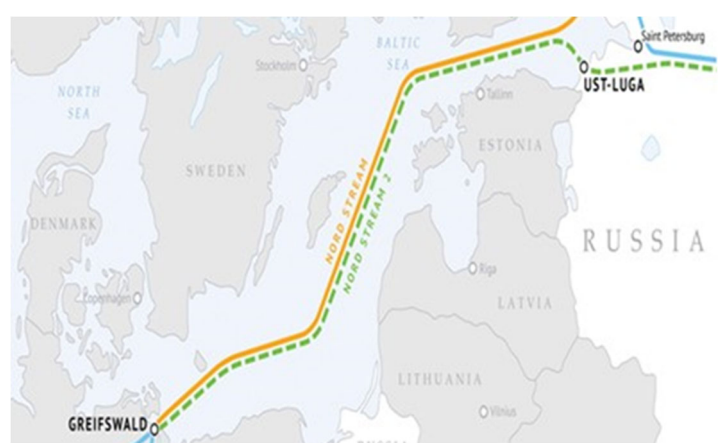 Saint Petersburg
BALTIC
SEA
Stockholm
UST-LUGA
NORTH
SEA
Tallinn
ESTONIA
SWEDEN
NORD STREAM
NORD STREAM 2
DENMARK
RUSSIA
Riga
Copenhagen
LATVIA
LITHUANIA
Vilnius
GREIFSWALD